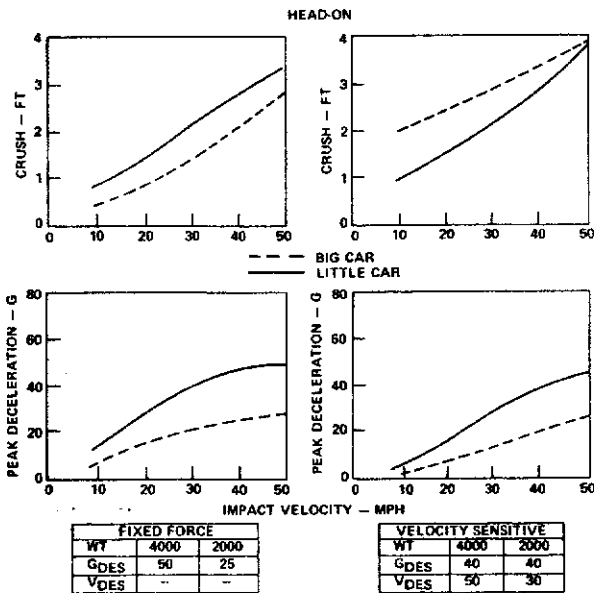 HEAD-ON
4
3
2
1
0
CRUSH – FT
0 10 20 30 40 50
4
3
2
1
0
CRUSH – FT
0 10 20 30 40 50
BIG CAR
LITTLE CAR
80
60
40
20
0
PEAK DECELERATION – G
0 10 20 30 40 50
80
60
40
20
0
PEAK DECELERATION – G
0 10 20 30 40 50
IMPACT VELOCITY – MPH
FIXED FORCE
WT 4000 2000
GDES 50 25
VDES – –
VELOCITY SENSITIVE
WT 4000 2000
GDES 40 40
VDES 50 30